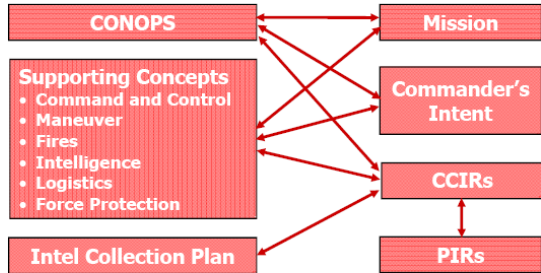 CONOPS
Supporting Concepts
• Command and Control
• Maneuver
• Fires
• Intelligence
• Logistics
• Force Protection
Intel Collection Plan
Mission
Commander's
Intent
CCIRs
PIRs